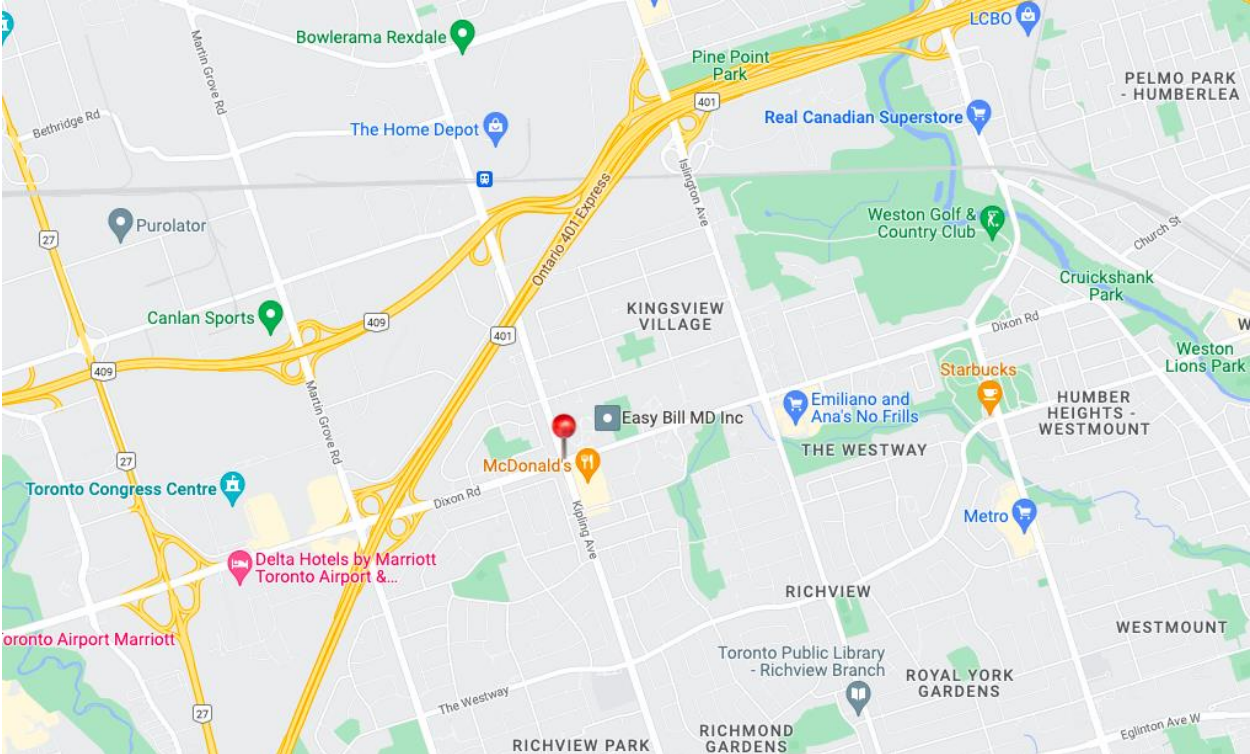 LCBO
Bowlerama Rexdale
Martin Grove Rd
Pine Point
Park
PELMO PARK
- HUMBERLEA
401
Bethridge Rd
The Home Depot
Real Canadian Superstore
Islington Ave
Ontario 401 Express
Purolator
27
Weston Golf &
Country Club
Church St
Cruickshank
Park
Canlan Sports
409
KINGSVIEW
VILLAGE
Dixon Rd
401
W
Weston
Lions Park
409
Starbucks
Martin Grove Rd
Emiliano and
Ana's No Frills
HUMBER
HEIGHTS -
WESTMOUNT
Easy Bill MD Inc
THE WESTWAY
27
McDonald's
Toronto Congress Centre
Dixon Rd
Kipling Ave
Metro
Delta Hotels by Marriott
Toronto Airport &...
RICHVIEW
WESTMOUNT
oronto Airport Marriott
Toronto Public Library
- Richview Branch
ROYAL YORK
GARDENS
The Westway
27
Eglinton Ave W
RICHMOND
GARDENS
RICHVIEW PARK